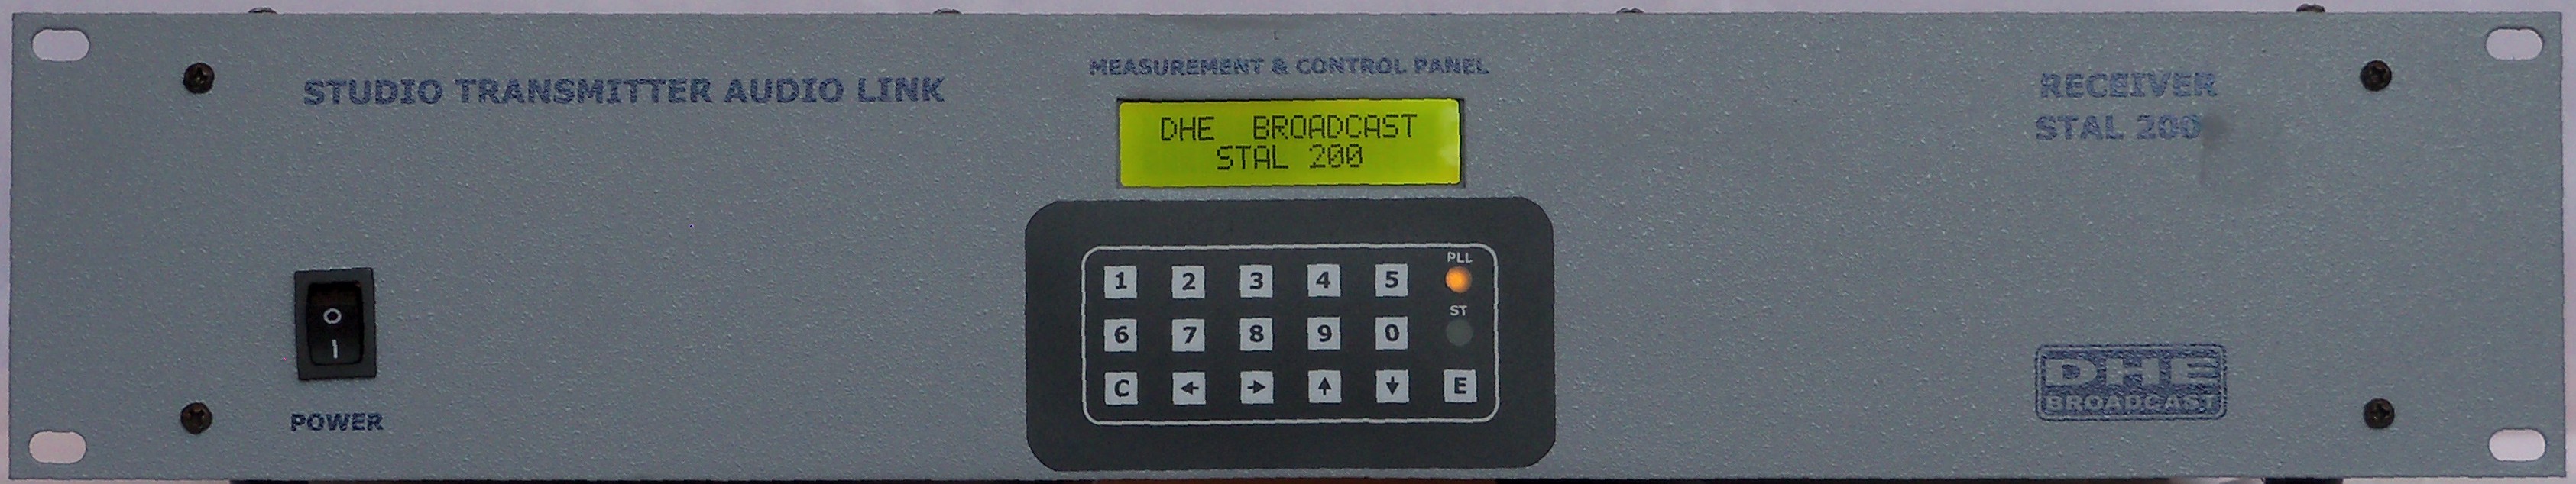 STUDIO TRANSMITTER AUDIO LINK
MEASUREMENT & CONTROL PANEL
RECEIVER
STAL 200
DHE BROADCAST
STAL 200
PLL
1 2 3 4 5
ST
6 7 8 9 0
C ← → ↑ ↓ E
O
I
POWER
DHE
BROADCAST